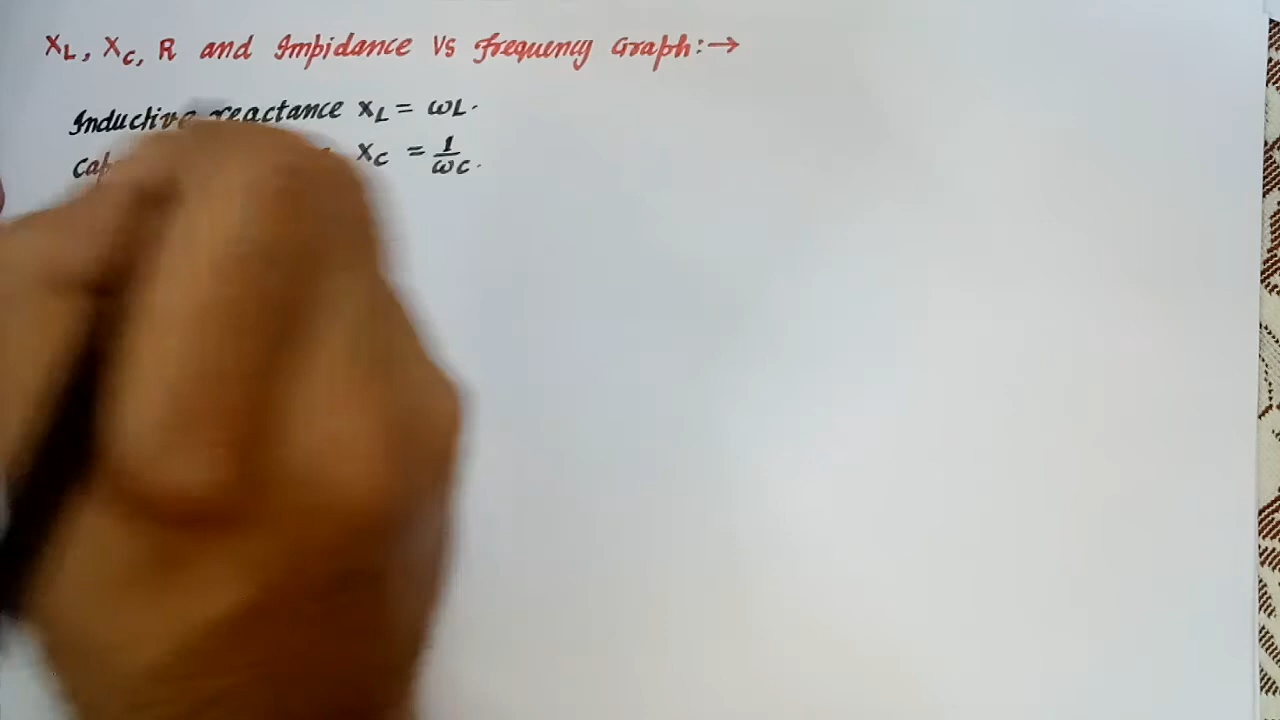 XL, XC, R and Impidance Vs frequency Graph:→
Inductive reactance XL = ωL.
XC = 1/ωC.